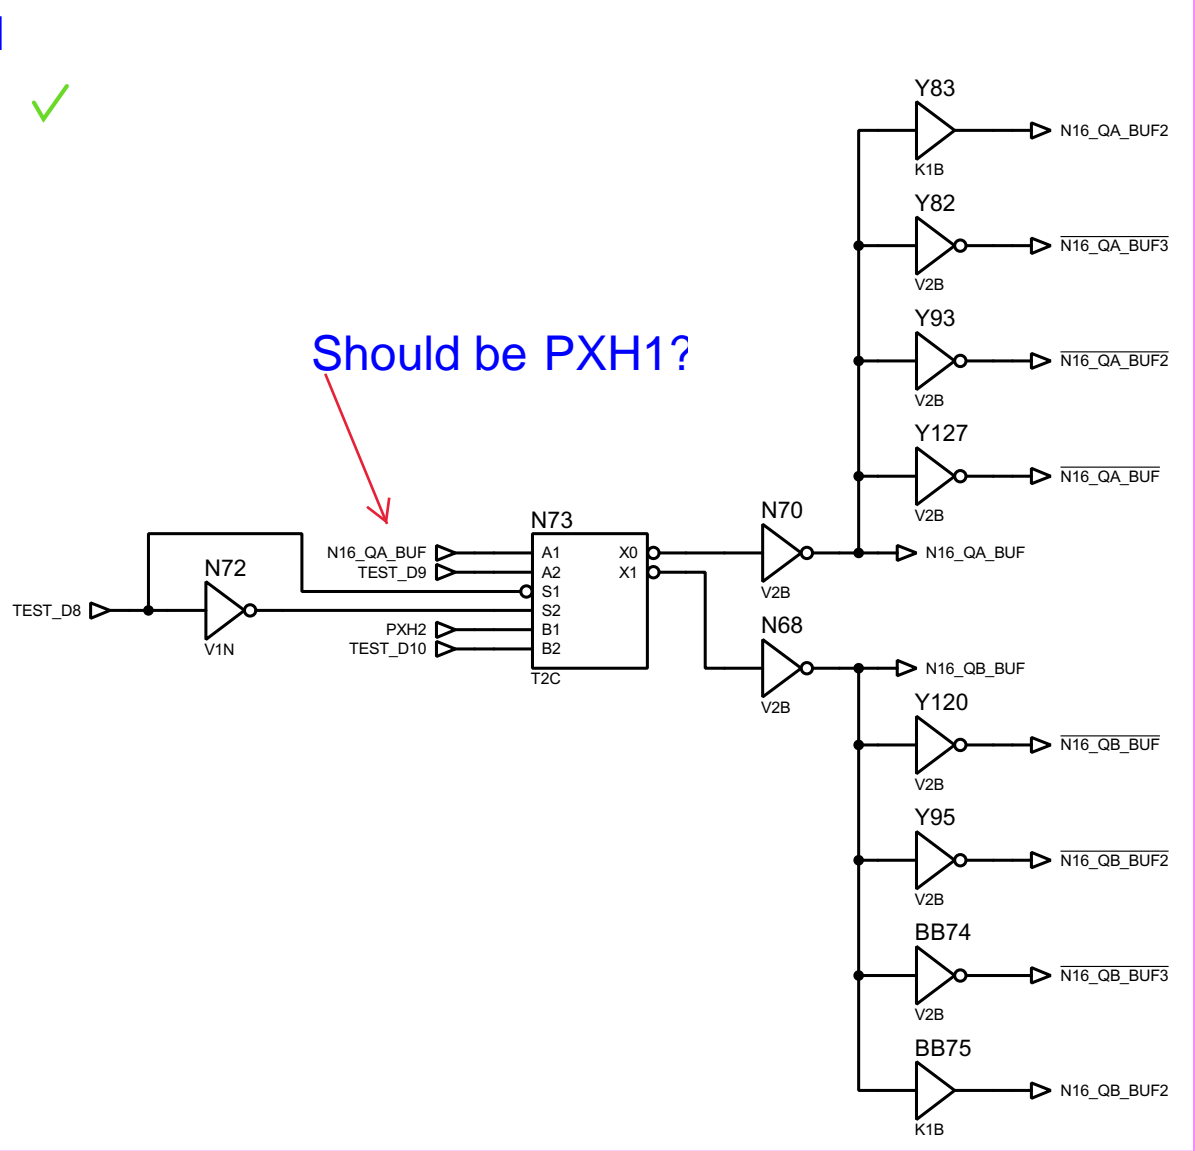 Y83
N16_QA_BUF2
K1B
Y82
N16_QA_BUF3
V2B
Y93
Should be PXH1?
N16_QA_BUF2
V2B
Y127
N16_QA_BUF
V2B
N73
N70
N16_QA_BUF
A1
X0
N16_QA_BUF
N72
TEST_D9
A2
X1
S1
V2B
TEST_D8
S2
PXH2
B1
N68
V1N
TEST_D10
B2
N16_QB_BUF
T2C
V2B
Y120
N16_QB_BUF
V2B
Y95
N16_QB_BUF2
V2B
BB74
N16_QB_BUF3
V2B
BB75
N16_QB_BUF2
K1B